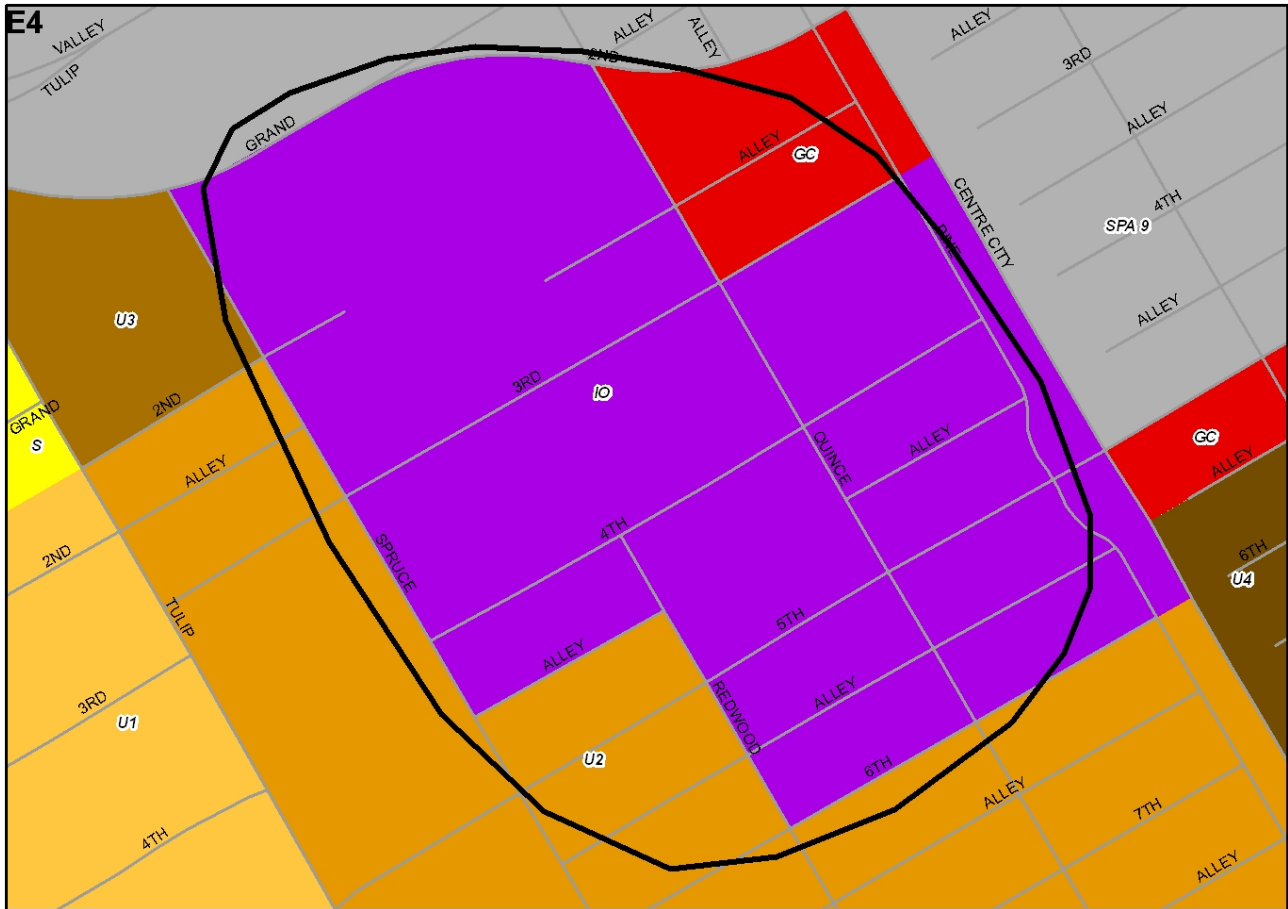 E4
VALLEY
TULIP
ALLEY
ALLEY
2ND
ALLEY
3RD
GRAND
ALLEY
GC
ALLEY
CENTRE CITY
4TH
SPA 9
PINE
ALLEY
U3
3RD
IO
2ND
GRAND
S
ALLEY
QUINCE
ALLEY
GC
ALLEY
2ND
SPRUCE
4TH
6TH
U4
TULIP
5TH
ALLEY
3RD
U1
REDWOOD
ALLEY
U2
6TH
ALLEY
7TH
4TH
ALLEY